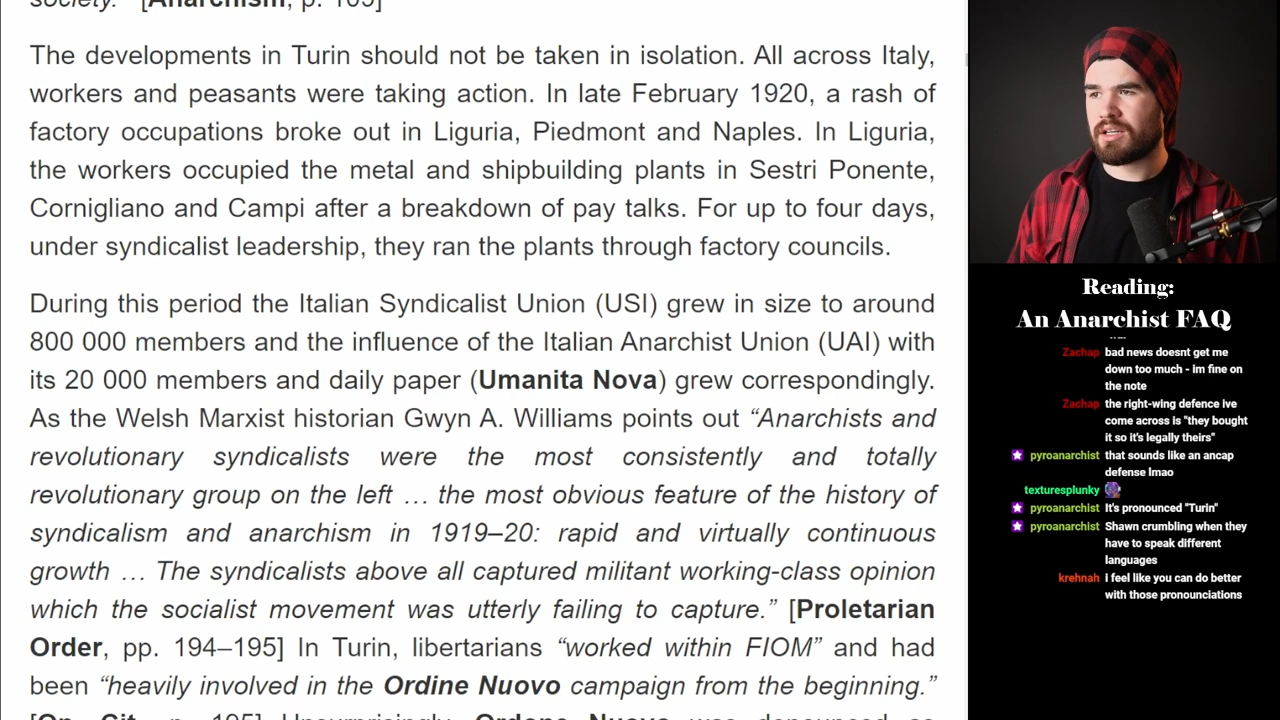 society." [Anarchism, p. 109]
The developments in Turin should not be taken in isolation. All across Italy,
workers and peasants were taking action. In late February 1920, a rash of
factory occupations broke out in Liguria, Piedmont and Naples. In Liguria,
the workers occupied the metal and shipbuilding plants in Sestri Ponente,
Cornigliano and Campi after a breakdown of pay talks. For up to four days,
under syndicalist leadership, they ran the plants through factory councils.
During this period the Italian Syndicalist Union (USI) grew in size to around
800 000 members and the influence of the Italian Anarchist Union (UAI) with
its 20 000 members and daily paper (Umanita Nova) grew correspondingly.
As the Welsh Marxist historian Gwyn A. Williams points out “Anarchists and
revolutionary syndicalists were the most consistently and totally
revolutionary group on the left … the most obvious feature of the history of
syndicalism and anarchism in 1919–20: rapid and virtually continuous
growth … The syndicalists above all captured militant working-class opinion
which the socialist movement was utterly failing to capture.” [Proletarian
Order, pp. 194–195] In Turin, libertarians “worked within FIOM” and had
been “heavily involved in the Ordine Nuovo campaign from the beginning.”
[Op. Cit., p. 195] Unsurprisingly, Ordone Nuovo was denounced as
Reading:
An Anarchist FAQ
Zachap bad news doesnt get me
down too much - im fine on
the note
Zachap the right-wing defence ive
come across is "they bought
it so it's legally theirs"
pyroanarchist that sounds like an ancap
defense lmao
texturesplunky
pyroanarchist It's pronounced "Turin"
pyroanarchist Shawn crumbling when they
have to speak different
languages
krehnah i feel like you can do better
with those pronounciations